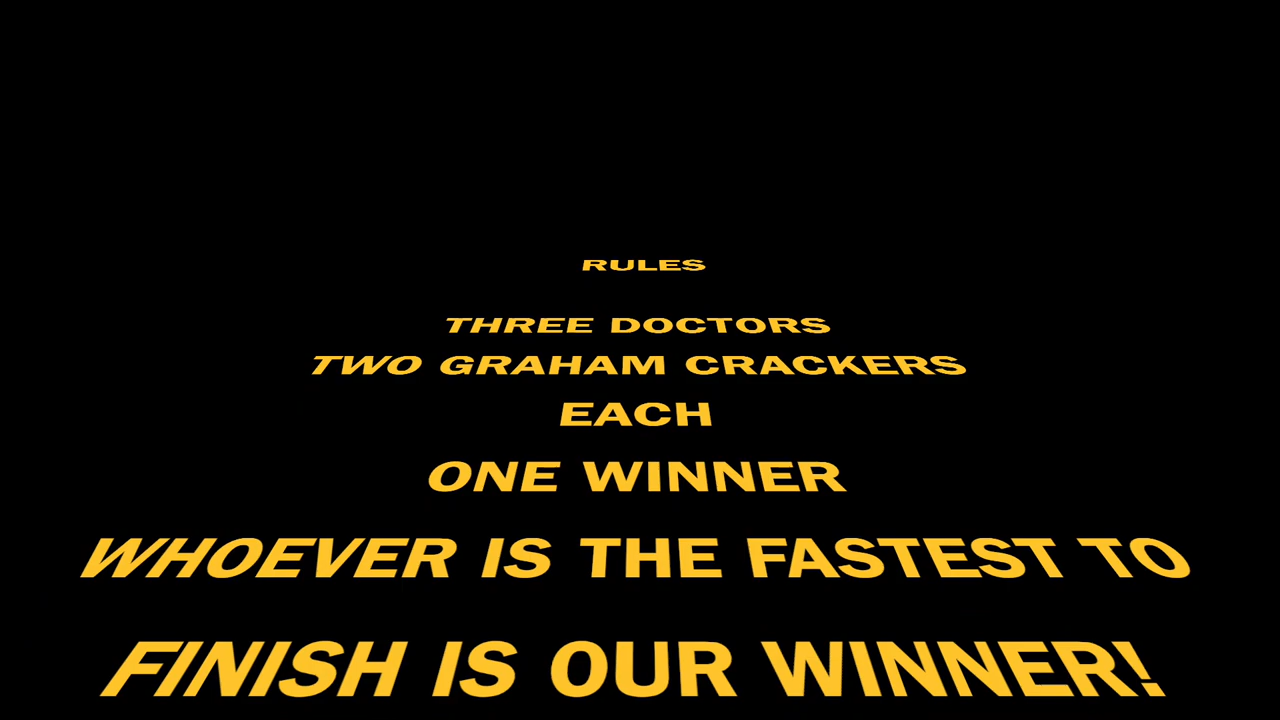 RULES
THREE DOCTORS
TWO GRAHAM CRACKERS
EACH
ONE WINNER
WHOEVER IS THE FASTEST TO
FINISH IS OUR WINNER!